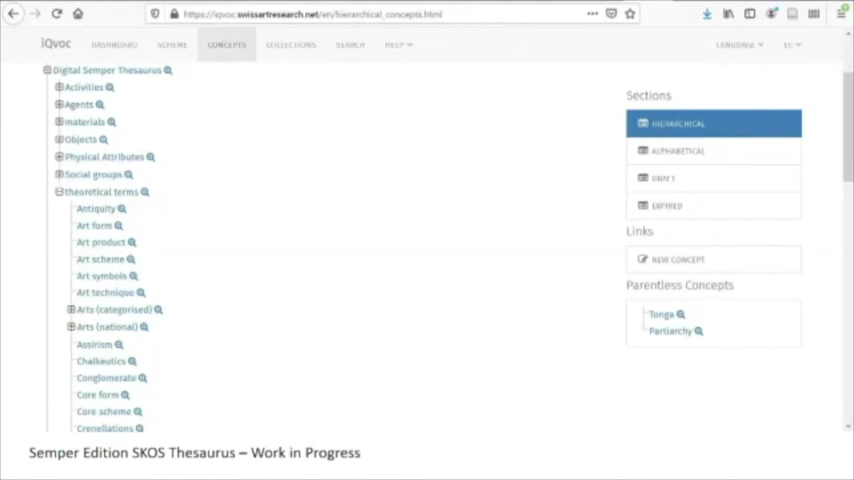 https://iqvoc.swissartresearch.net/en/hierarchical_concepts.html
iQvoc DASHBOARD SCHEME CONCEPTS COLLECTIONS SEARCH HELP LANGUAGE EC
Digital Semper Thesaurus
Activities
Agents
materials
Objects
Physical Attributes
Social groups
theoretical terms
Antiquity
Art form
Art product
Art scheme
Art symbols
Art technique
Arts (categorised)
Arts (national)
Assirism
Chalkeutics
Conglomerate
Core form
Core scheme
Crenellations
Sections
HIERARCHICAL
ALPHABETICAL
DRAFT
EXPIRED
Links
NEW CONCEPT
Parentless Concepts
Tonga
Partiarchy
Semper Edition SKOS Thesaurus – Work in Progress